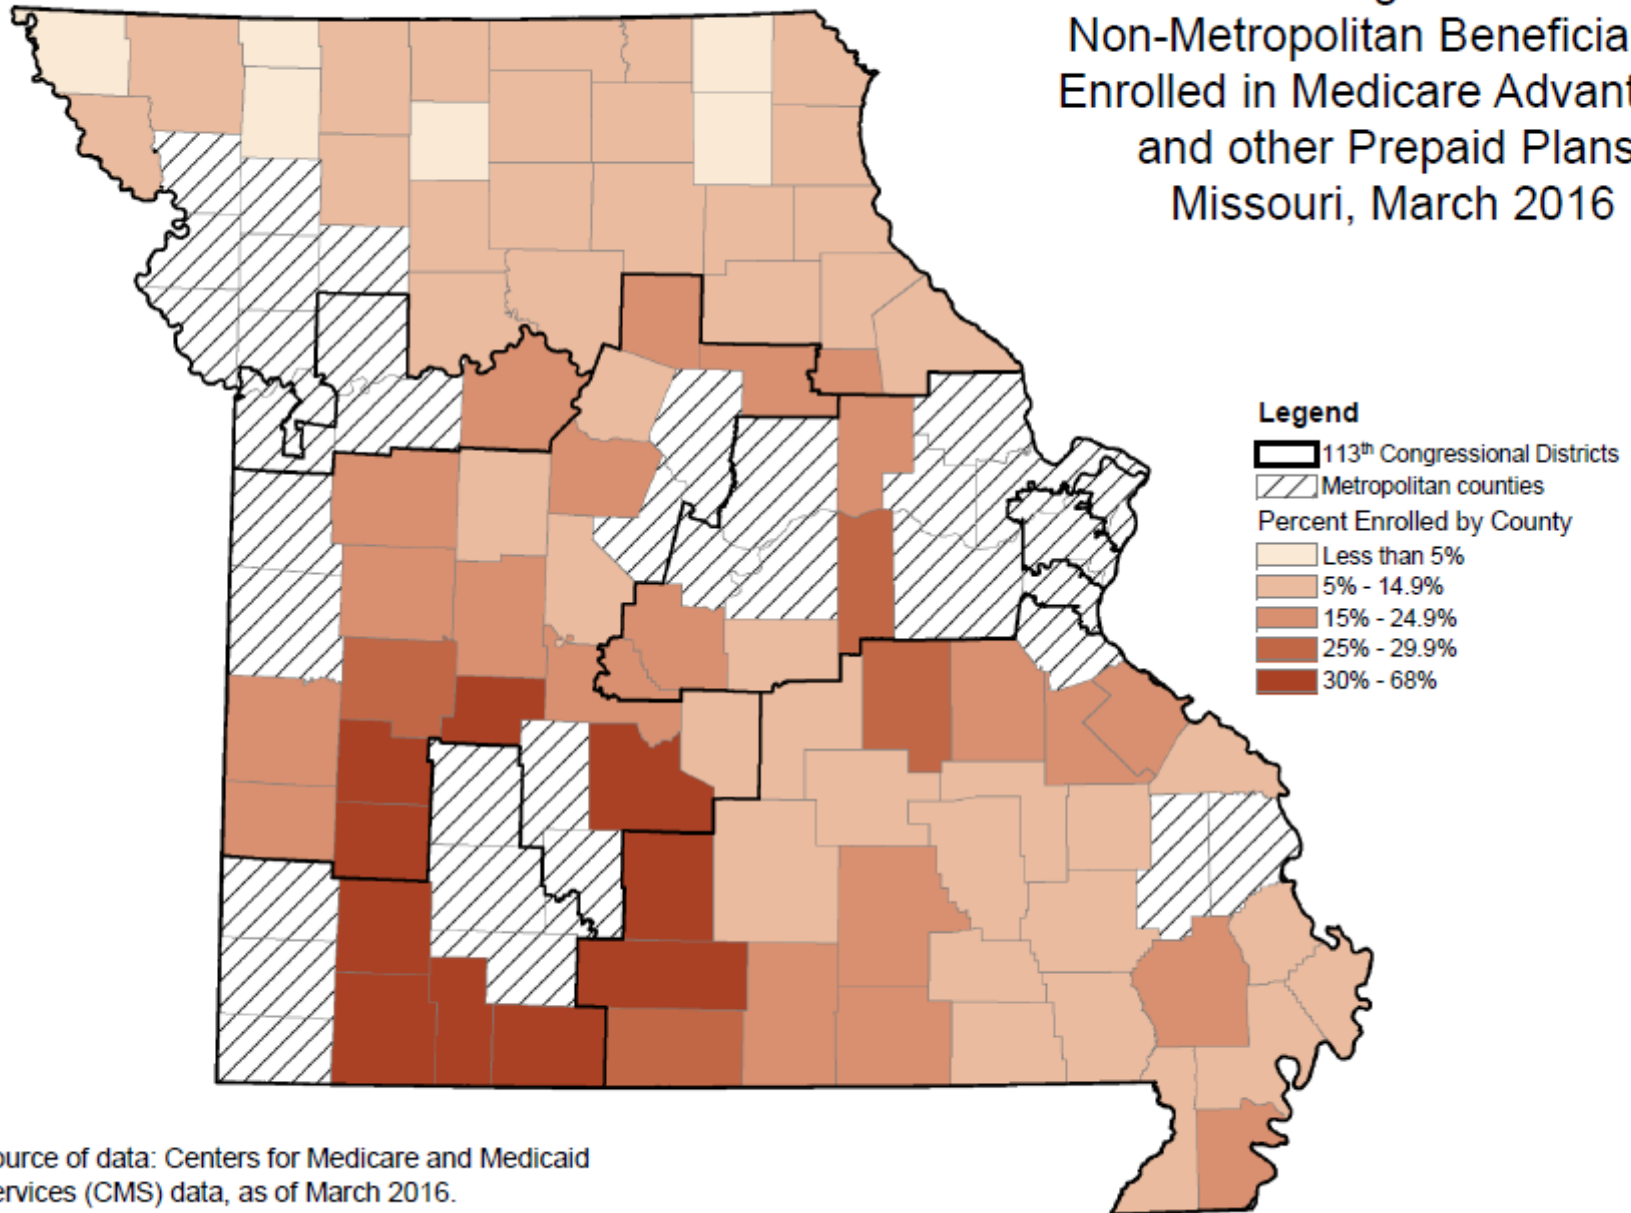 Non-Metropolitan Beneficia
Enrolled in Medicare Advant
and other Prepaid Plans
Missouri, March 2016
Legend
113th Congressional Districts
Metropolitan counties
Percent Enrolled by County
Less than 5%
5% - 14.9%
15% - 24.9%
25% - 29.9%
30% - 68%
ource of data: Centers for Medicare and Medicaid
ervices (CMS) data, as of March 2016.